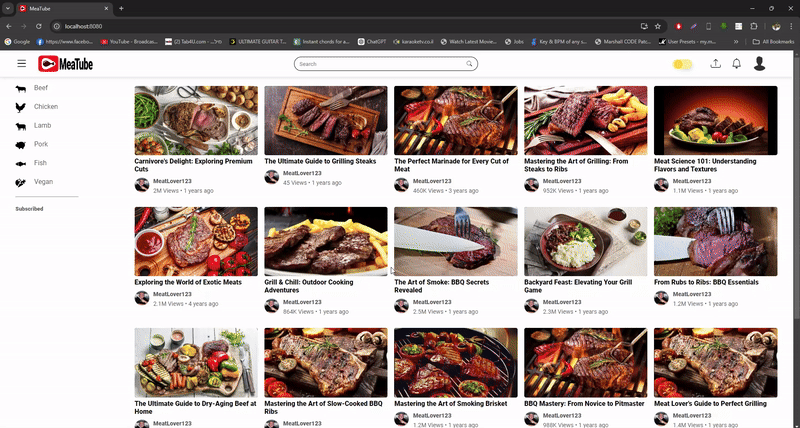 MeaTube
localhost:8080
Google
https://www.facebo...
YouTube - Broadcas...
(2) Tab4U.com - ...
ULTIMATE GUITAR T...
Instant chords for a...
ChatGPT
karaoketv.co.il
Watch Latest Movie...
Jobs
Key & BPM of any s...
Marshall CODE Patc...
User Presets - my.m...
All Bookmarks
MeaTube
Search
Beef
Chicken
Lamb
Pork
Fish
Vegan
Subscribed
Carnivore's Delight: Exploring Premium
Cuts
MeatLover123
2M Views • 1 years ago
The Ultimate Guide to Grilling Steaks
MeatLover123
45 Views • 1 years ago
The Perfect Marinade for Every Cut of
Meat
MeatLover123
460K Views • 3 years ago
Mastering the Art of Grilling: From
Steaks to Ribs
MeatLover123
952K Views • 1 years ago
Meat Science 101: Understanding
Flavors and Textures
MeatLover123
1.1M Views • 1 years ago
Exploring the World of Exotic Meats
MeatLover123
2.1M Views • 4 years ago
Grill & Chill: Outdoor Cooking
Adventures
MeatLover123
864K Views • 1 years ago
The Art of Smoke: BBQ Secrets
Revealed
MeatLover123
2.5M Views • 1 years ago
Backyard Feast: Elevating Your Grill
Game
MeatLover123
2.3M Views • 1 years ago
From Rubs to Ribs: BBQ Essentials
MeatLover123
1.2M Views • 1 years ago
The Ultimate Guide to Dry-Aging Beef at
Home
MeatLover123
Mastering the Art of Slow-Cooked BBQ
Ribs
MeatLover123
Mastering the Art of Smoking Brisket
MeatLover123
1.2M Views • 1 years ago
BBQ Mastery: From Novice to Pitmaster
MeatLover123
988K Views • 1 years ago
Meat Lover's Guide to Perfect Grilling
MeatLover123
1.4M Views • 1 years ago